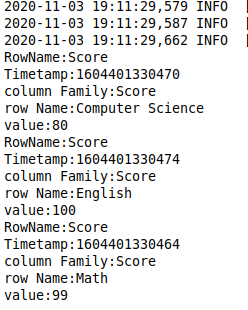 2020-11-03 19:11:29,579 INFO |
2020-11-03 19:11:29,587 INFO |
2020-11-03 19:11:29,662 INFO |
RowName:Score
Timetamp:1604401330470
column Family:Score
row Name:Computer Science
value:80
RowName:Score
Timetamp:1604401330474
column Family:Score
row Name:English
value:100
RowName:Score
Timetamp:1604401330464
column Family:Score
row Name:Math
value:99